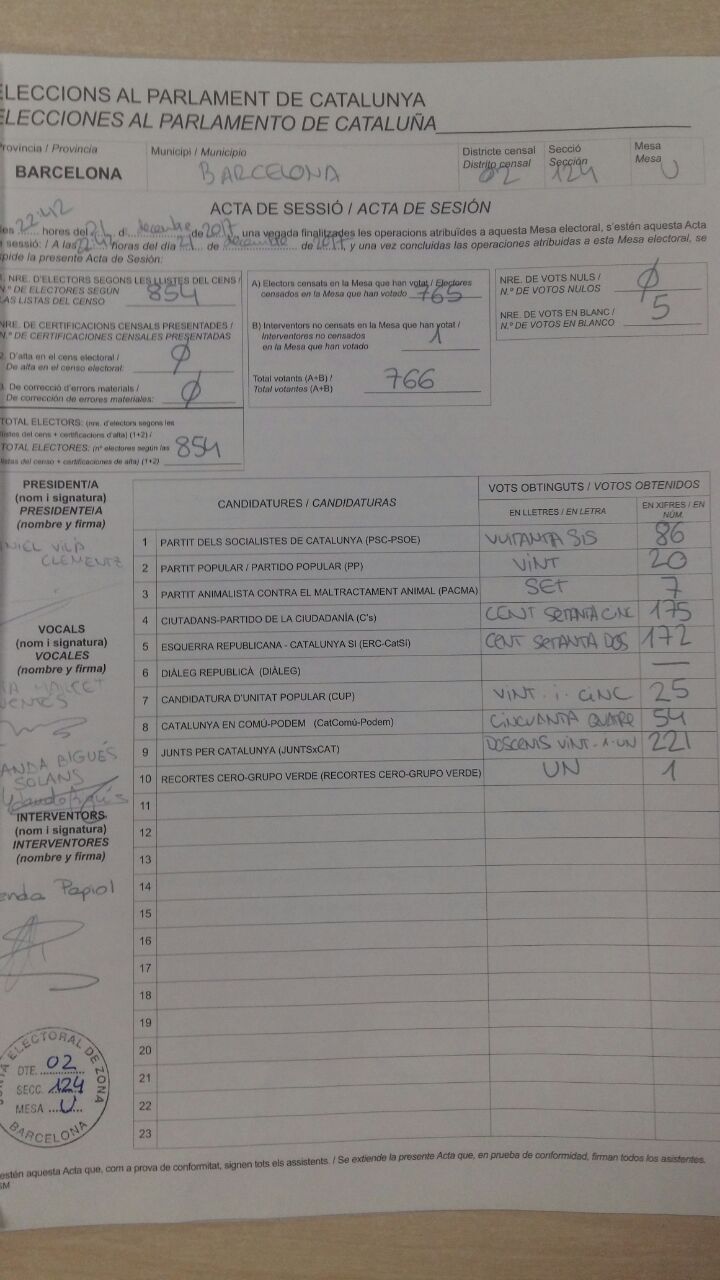 ELECCIONS AL PARLAMENT DE CATALUNYA
ELECCIONES AL PARLAMENTO DE CATALUÑA
Provincia / Provincia
BARCELONA
Municipi / Municipio
BARCELONA
Districte censal
Distrito censal
02
Secció
Sección
124
Mesa
Mesa
U
ACTA DE SESSIÓ / ACTA DE SESIÓN
les 22:42 hores del 21 d. desembre de 2017, una vegada finalitzades les operacions atribuïdes a aquesta Mesa electoral, s'estén aquesta Acta
sessió: / A las 22:42 horas del día 21 de desembre de 2017, y una vez concluidas las operaciones atribuidas a esta Mesa electoral, se
pide la presente Acta de Sesión:
NRE. D'ELECTORS SEGONS LES LLISTES DEL CENS /
N.º DE ELECTORES SEGÚN
LAS LISTAS DEL CENSO
854
NRE. DE CERTIFICACIONS CENSALS PRESENTADES /
N.º DE CERTIFICACIONES CENSALES PRESENTADAS
2. D'alta en el cens electoral /
De alta en el censo electoral:
Ø
De correcció d'errors materials /
De corrección de errores materiales:
Ø
TOTAL ELECTORS: (nre. d'electors segons les
llistes del cens + certificacions d'alta) (1+2) /
TOTAL ELECTORES: (nº electores según las
listas del censo + certificaciones de alta) (1+2)
854
A) Electors censats en la Mesa que han votat / Electores
censados en la Mesa que han votado
765
B) Interventors no censats en la Mesa que han votat /
Interventores no censados
en la Mesa que han votado
1
Total votants (A+B) /
Total votantes (A+B)
766
NRE. DE VOTS NULS /
N.º DE VOTOS NULOS
Ø
NRE. DE VOTS EN BLANC /
N.º DE VOTOS EN BLANCO
5
PRESIDENT/A
(nom i signatura)
PRESIDENTE/A
(nombre y firma)
NIEL VILÀ
CLEMENTE
VOCALS
(nom i signatura)
VOCALES
(nombre y firma)
ANDA BIGUÉS
SOLANS
INTERVENTORS
(nom i signatura)
INTERVENTORES
(nombre y firma)
enda Papiol
CANDIDATURES / CANDIDATURAS
VOTS OBTINGUTS / VOTOS OBTENIDOS
EN LLETRES / EN LETRA
EN XIFRES / EN NÚM.
1 PARTIT DELS SOCIALISTES DE CATALUNYA (PSC-PSOE) VUITANTA SIS 86
2 PARTIT POPULAR / PARTIDO POPULAR (PP) VINT 20
3 PARTIT ANIMALISTA CONTRA EL MALTRACTAMENT ANIMAL (PACMA) SET 7
4 CIUTADANS-PARTIDO DE LA CIUDADANÍA (C's) CENT SETANTA CINC 175
5 ESQUERRA REPUBLICANA - CATALUNYA SI (ERC-CatSí) CENT SETANTA DOS 172
6 DIÀLEG REPUBLICÀ (DIÀLEG) —
7 CANDIDATURA D'UNITAT POPULAR (CUP) VINT-I-CINC 25
8 CATALUNYA EN COMÚ-PODEM (CatComú-Podem) CINCUANTA QUATRE 54
9 JUNTS PER CATALUNYA (JUNTSxCAT) DOSCENTS VINT-I-UN 221
10 RECORTES CERO-GRUPO VERDE (RECORTES CERO-GRUPO VERDE) UN 1
11
12
13
14
15
16
17
18
19
20
21
22
23
JUNTA ELECTORAL DE ZONA
DTE. 02
SECC. 124
MESA U
BARCELONA
estén aquesta Acta que, com a prova de conformitat, signen tots els assistents. / Se extiende la presente Acta que, en prueba de conformidad, firman todos los asistentes.